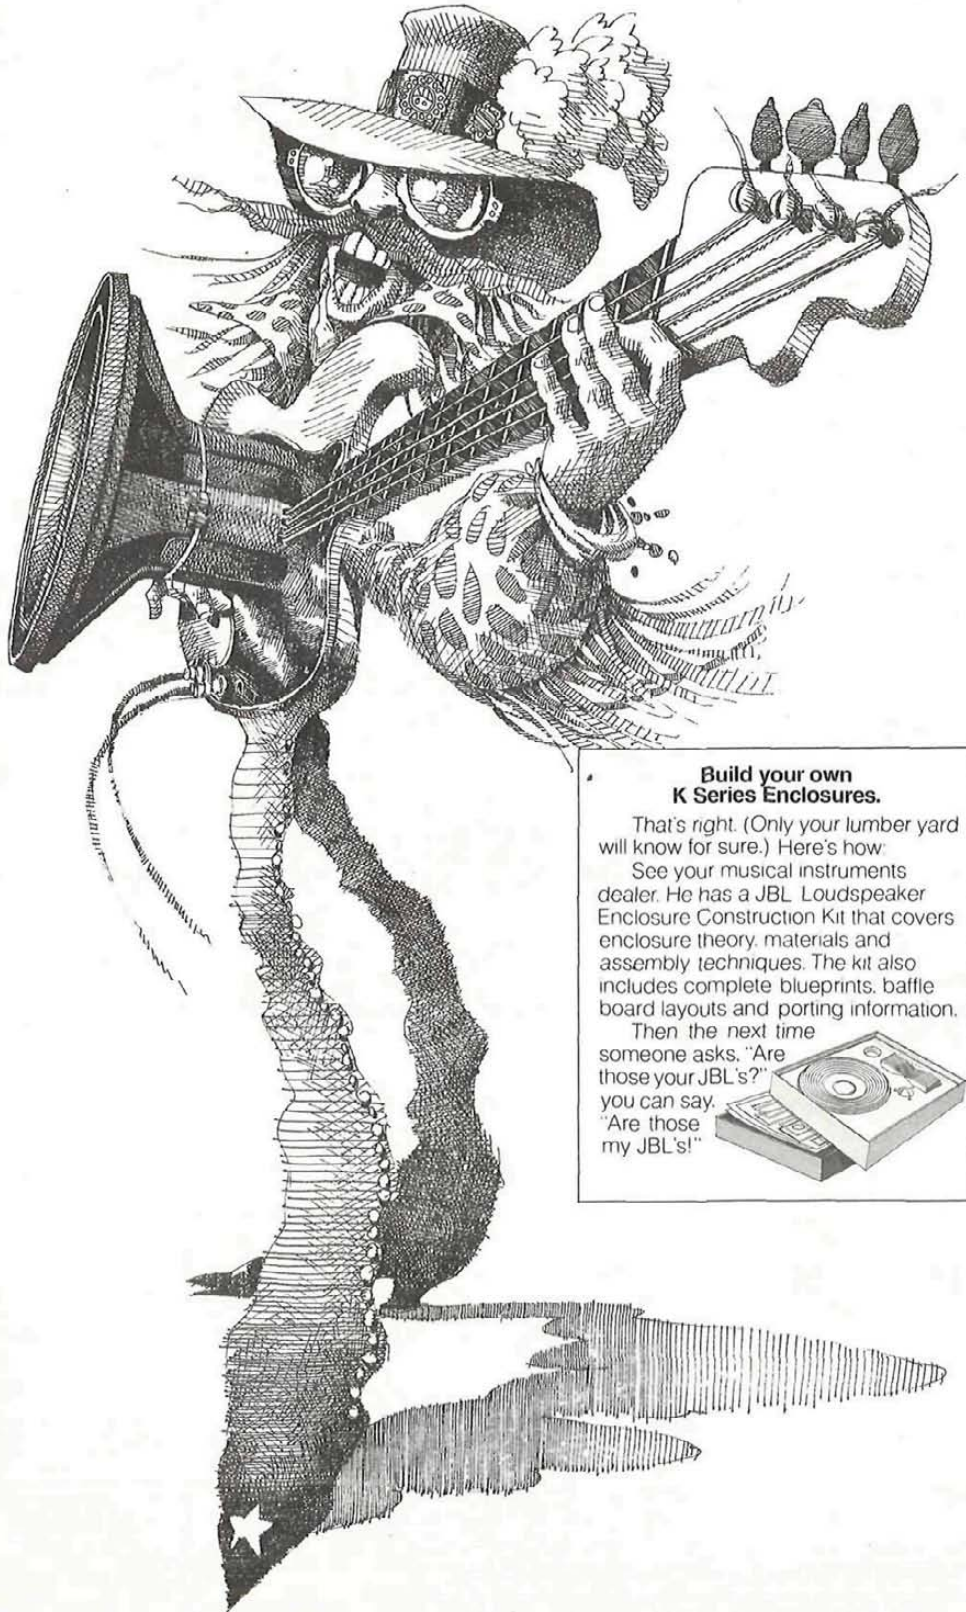 Build your own
K Series Enclosures.
That's right. (Only your lumber yard
will know for sure.) Here's how:
See your musical instruments
dealer. He has a JBL Loudspeaker
Enclosure Construction Kit that covers
enclosure theory, materials and
assembly techniques. The kit also
includes complete blueprints, baffle
board layouts and porting information.
Then the next time
someone asks, "Are
those your JBL's?"
you can say,
"Are those
my JBL's!"